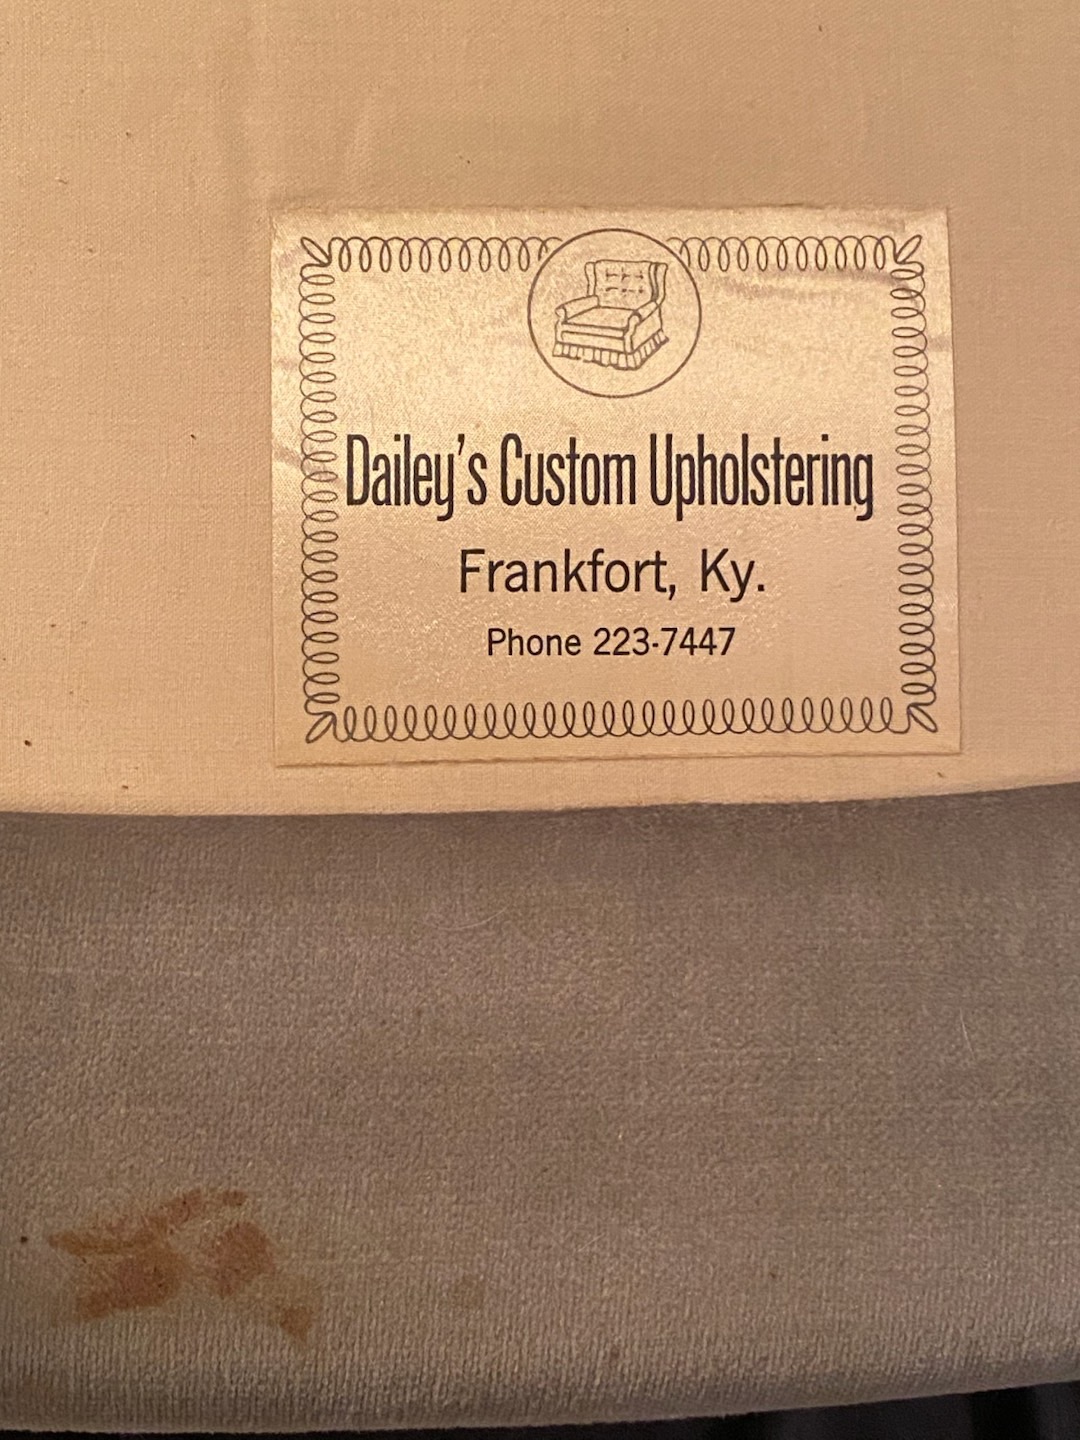 Dailey's Custom Upholstering
Frankfort, Ky.
Phone 223-7447